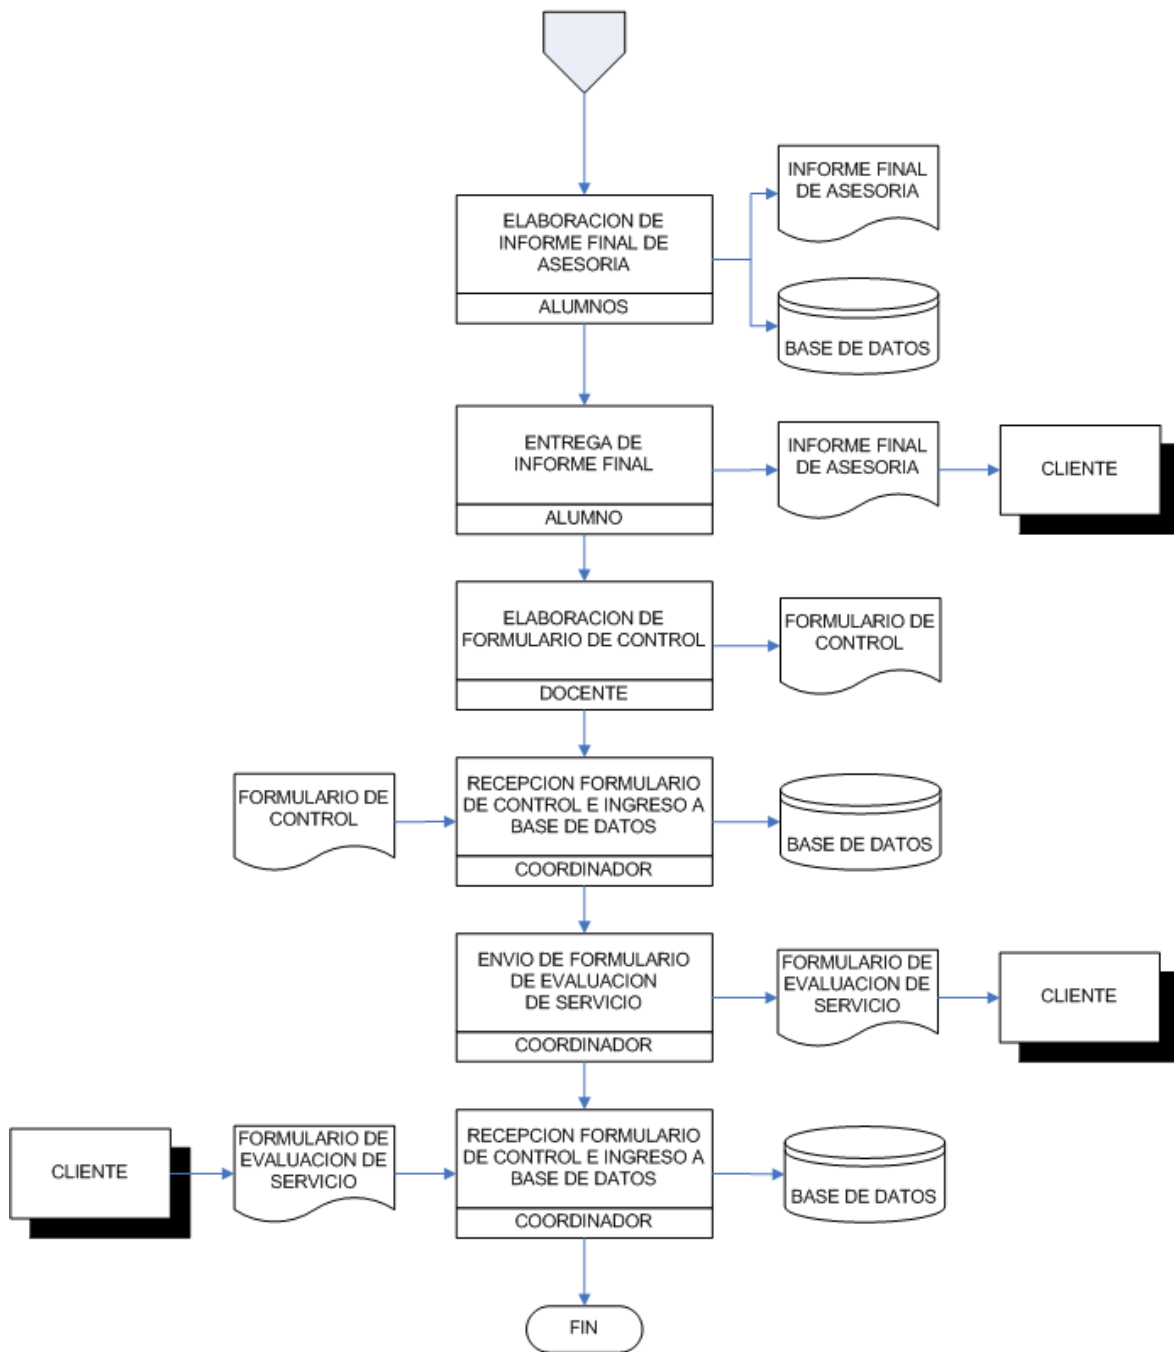 INFORME FINAL
DE ASESORIA
ELABORACION DE
INFORME FINAL DE
ASESORIA
ALUMNOS
BASE DE DATOS
ENTREGA DE
INFORME FINAL
ALUMNO
INFORME FINAL
DE ASESORIA
CLIENTE
ELABORACION DE
FORMULARIO DE CONTROL
DOCENTE
FORMULARIO DE
CONTROL
FORMULARIO DE
CONTROL
RECEPCION FORMULARIO
DE CONTROL E INGRESO A
BASE DE DATOS
COORDINADOR
BASE DE DATOS
ENVIO DE FORMULARIO
DE EVALUACION
DE SERVICIO
COORDINADOR
FORMULARIO DE
EVALUACION DE
SERVICIO
CLIENTE
CLIENTE
FORMULARIO DE
EVALUACION DE
SERVICIO
RECEPCION FORMULARIO
DE CONTROL E INGRESO A
BASE DE DATOS
COORDINADOR
BASE DE DATOS
FIN